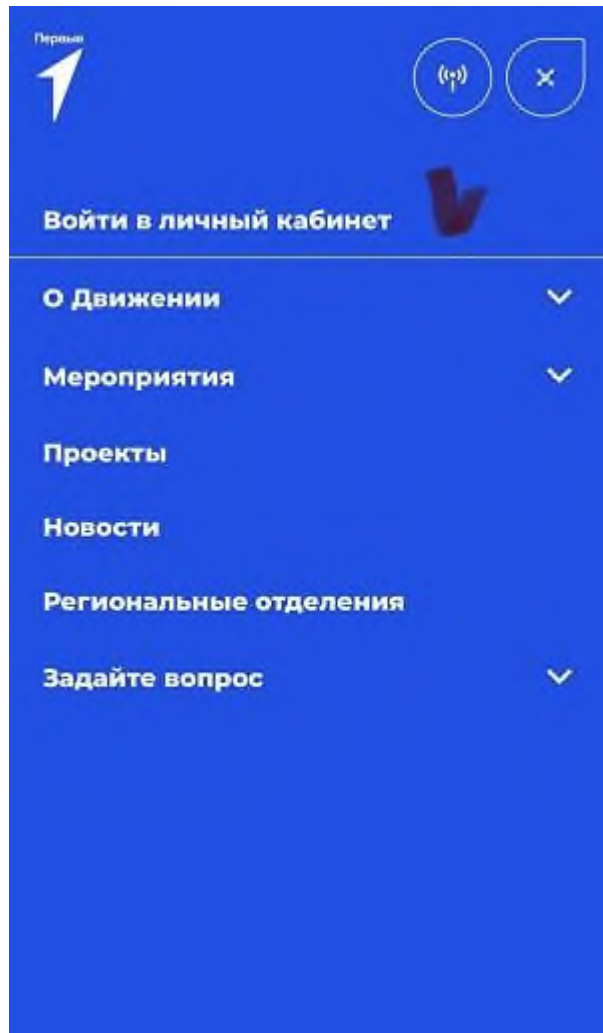 Первые
Войти в личный кабинет
О Движении
Мероприятия
Проекты
Новости
Региональные отделения
Задайте вопрос